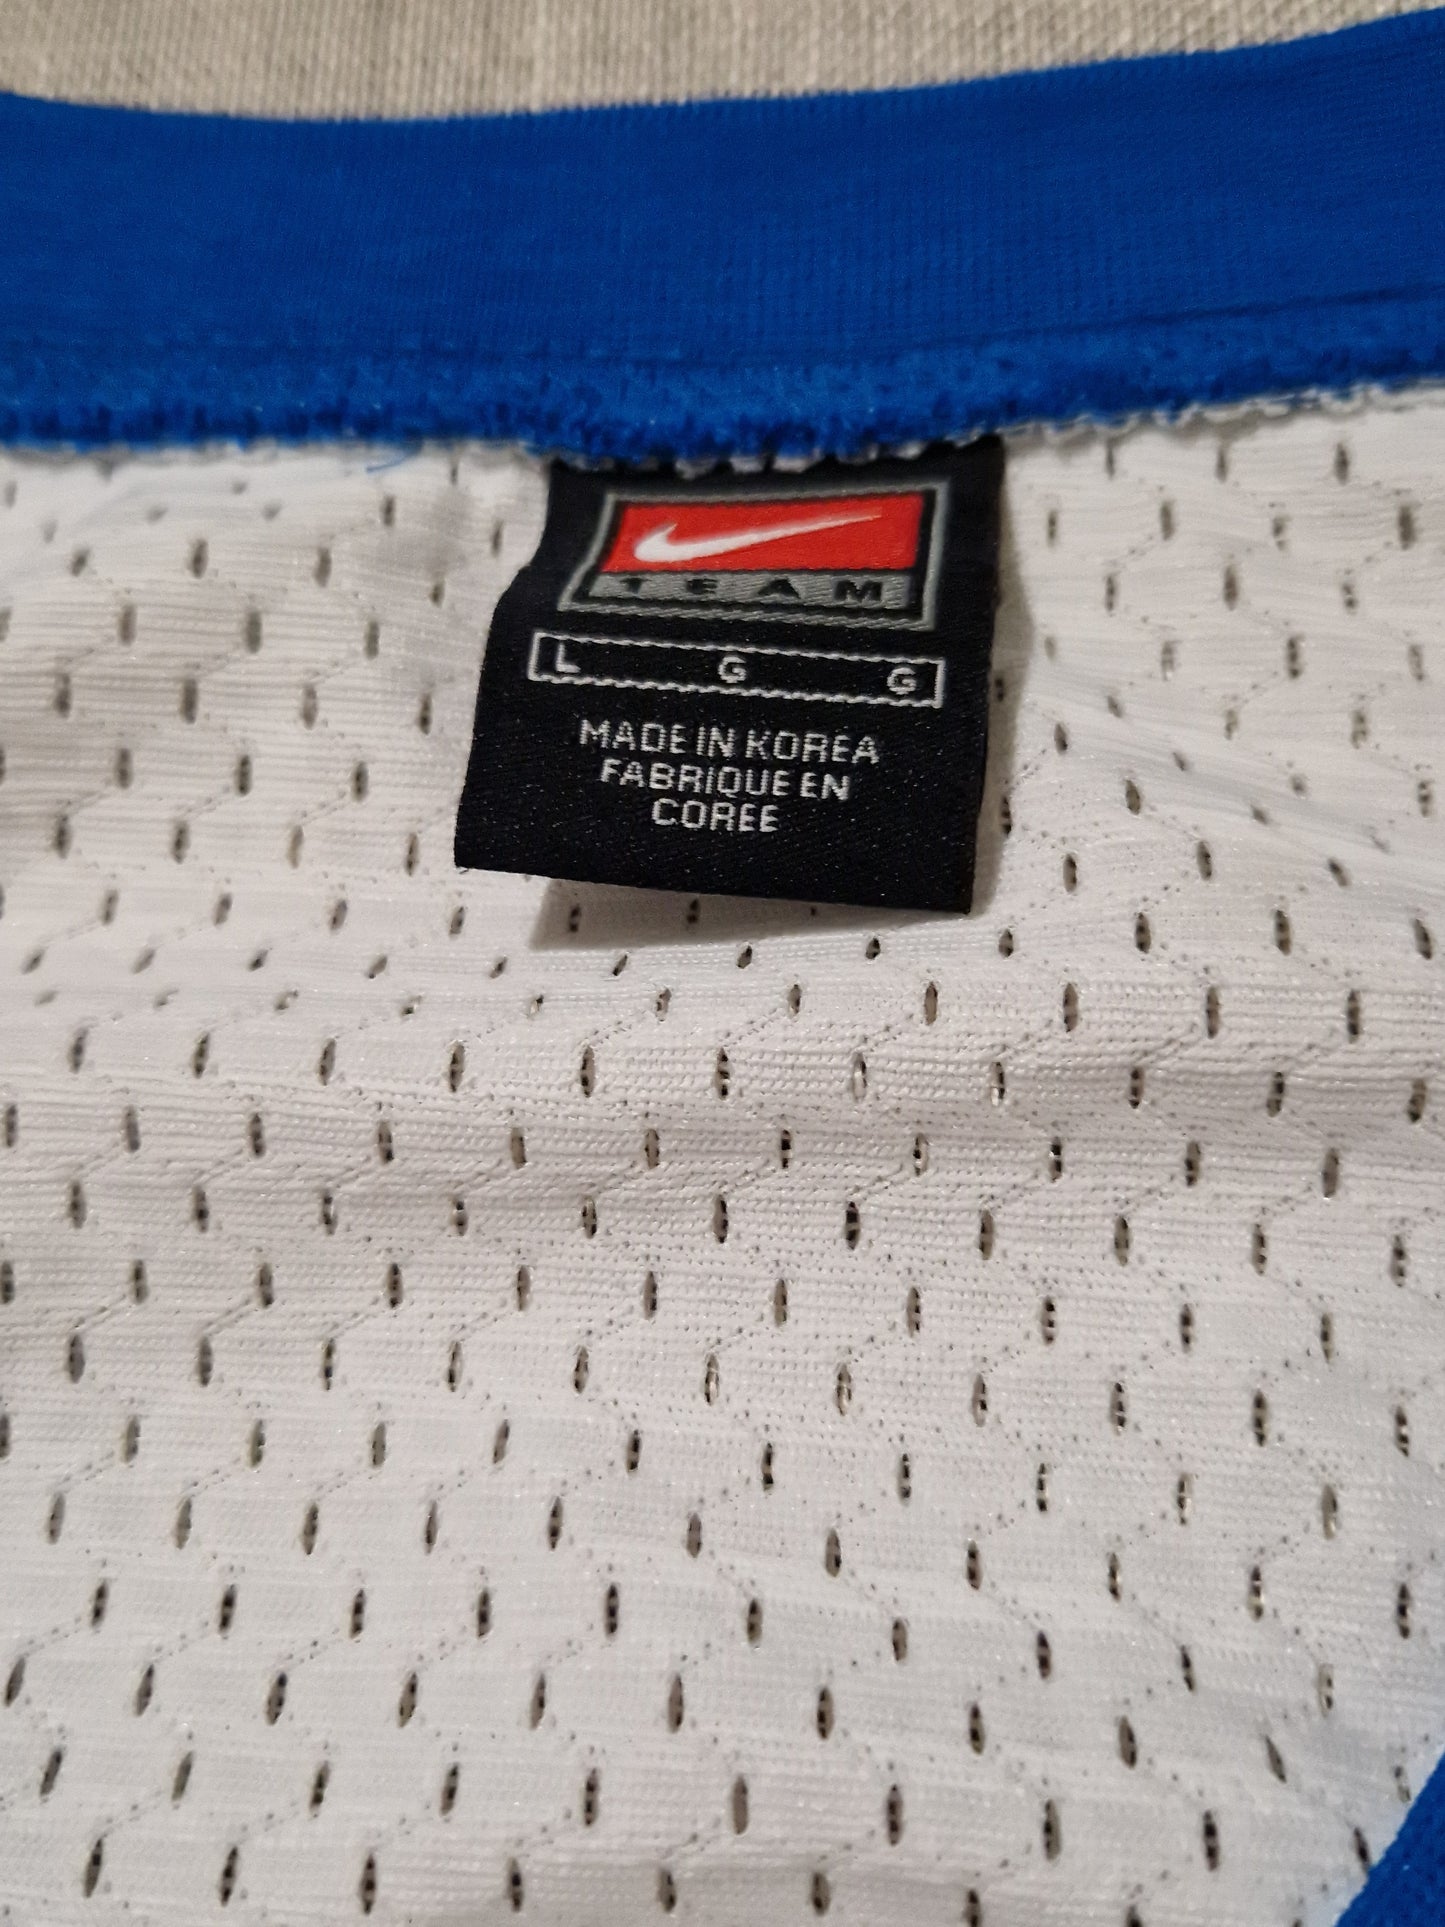 TEAM
L G G
MADE IN KOREA
FABRIQUE EN
COREE